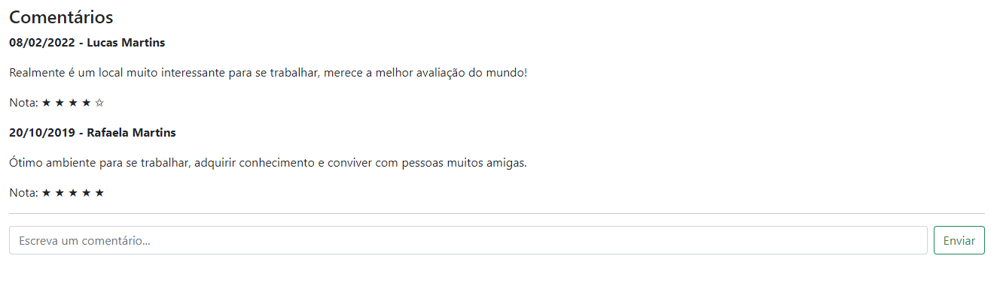 Comentários
08/02/2022 - Lucas Martins
Realmente é um local muito interessante para se trabalhar, merece a melhor avaliação do mundo!
Nota: ★ ★ ★ ★ ☆
20/10/2019 - Rafaela Martins
Ótimo ambiente para se trabalhar, adquirir conhecimento e conviver com pessoas muitos amigas.
Nota: ★ ★ ★ ★ ★
Escreva um comentário... Enviar